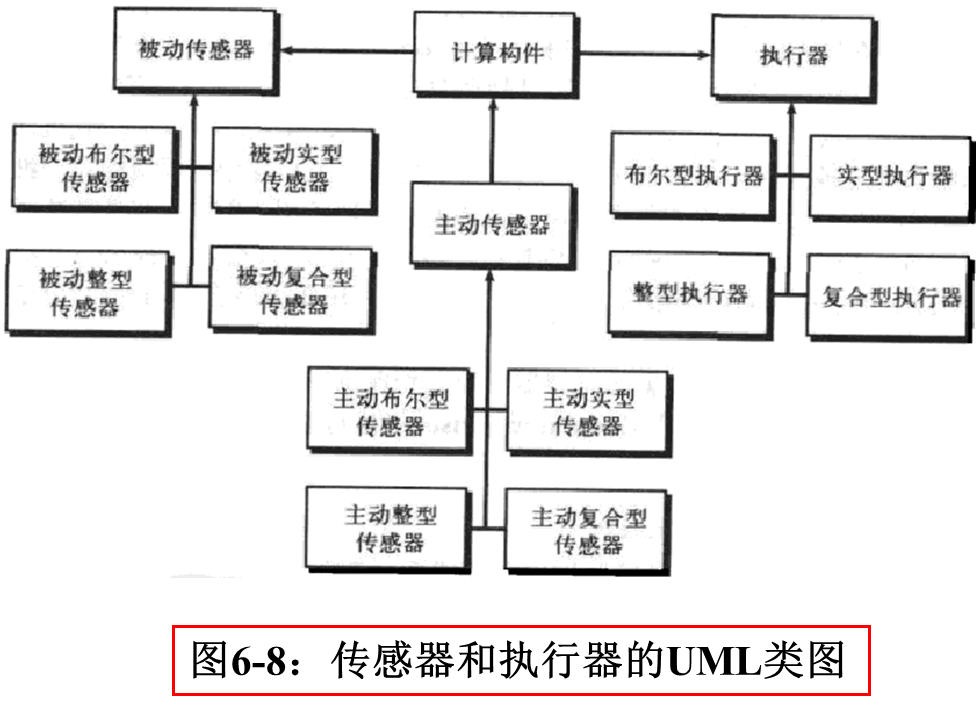 被动传感器
计算构件
执行器
被动布尔型
传感器
被动实型
传感器
布尔型执行器
实型执行器
主动传感器
被动整型
传感器
被动复合型
传感器
整型执行器
复合型执行器
主动布尔型
传感器
主动实型
传感器
主动整型
传感器
主动复合型
传感器
图6-8：传感器和执行器的UML类图